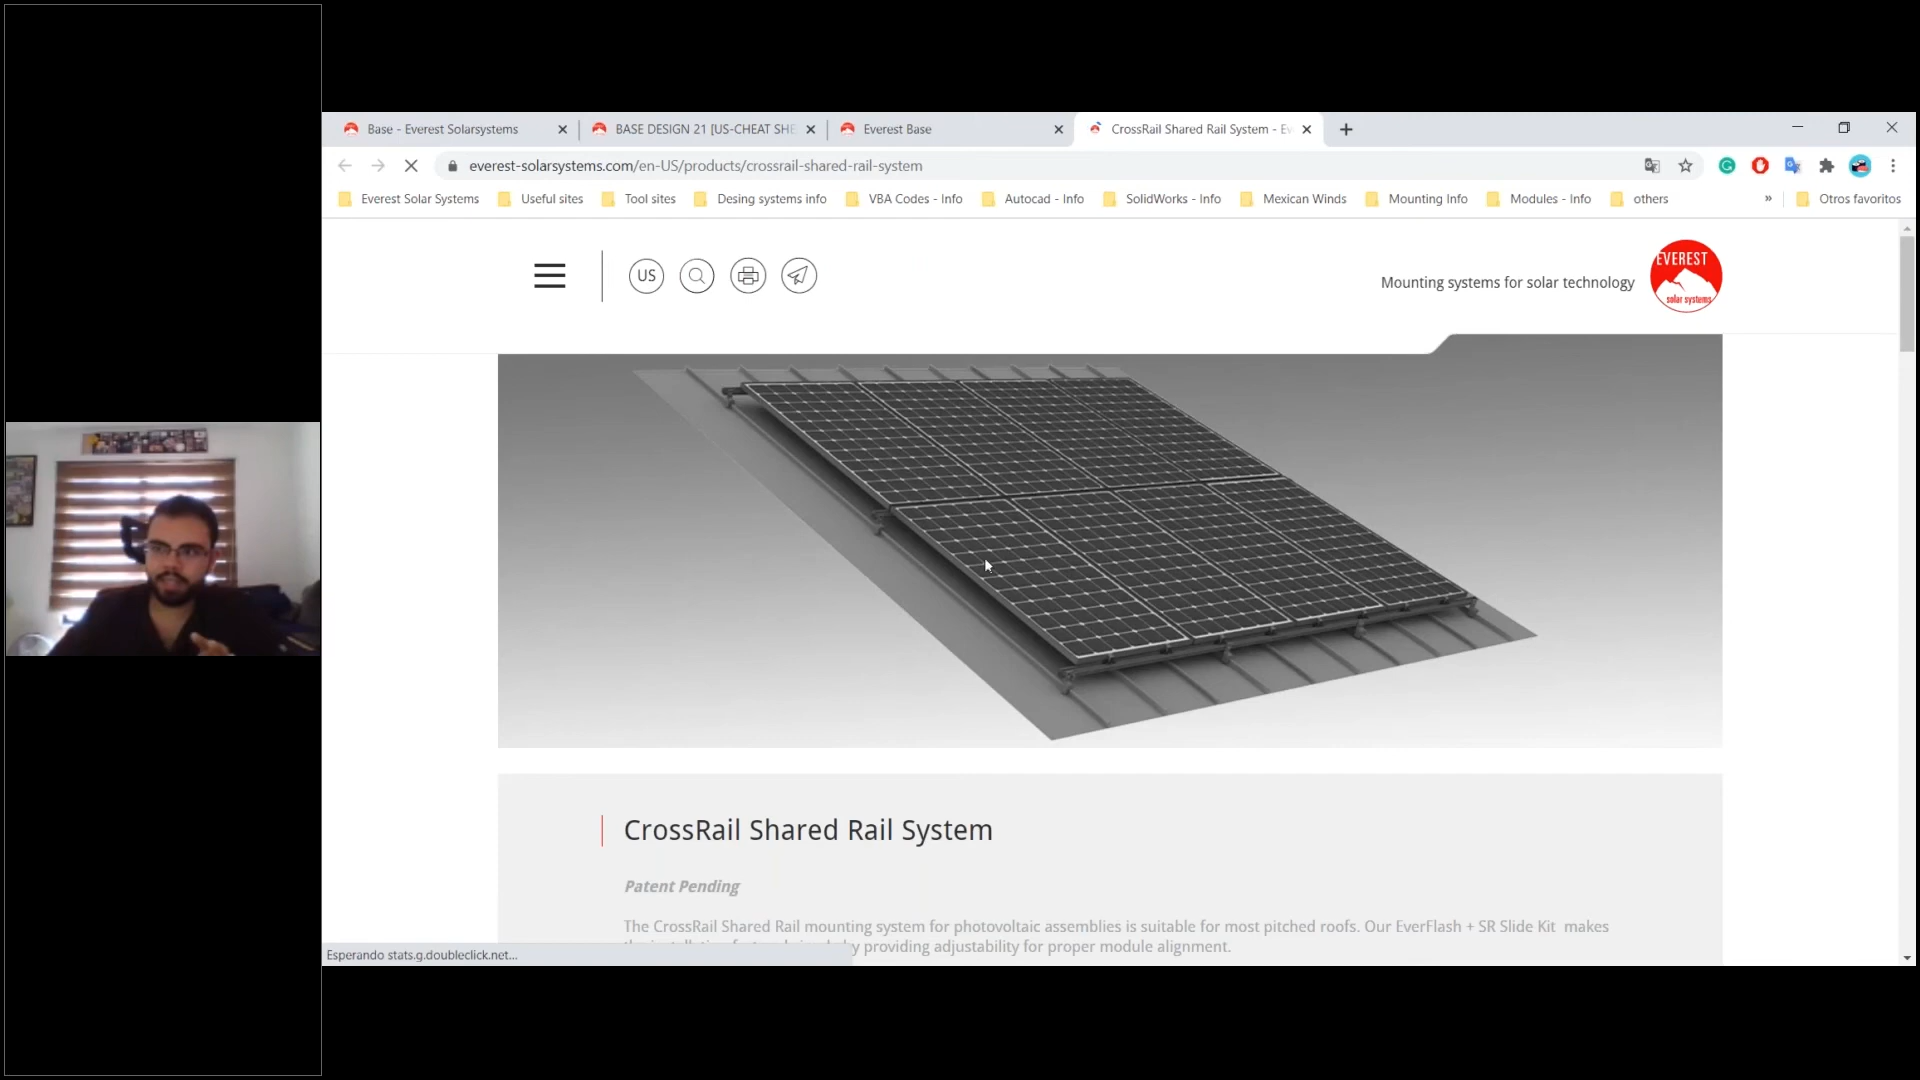 Base - Everest Solarsystems
BASE DESIGN 21 [US-CHEAT SHE
Everest Base
CrossRail Shared Rail System - Ev
everest-solarsystems.com/en-US/products/crossrail-shared-rail-system
Everest Solar Systems
Useful sites
Tool sites
Desing systems info
VBA Codes - Info
Autocad - Info
SolidWorks - Info
Mexican Winds
Mounting Info
Modules - Info
others
»
Otros favoritos
US
Mounting systems for solar technology
EVEREST
solar systems
CrossRail Shared Rail System
Patent Pending
The CrossRail Shared Rail mounting system for photovoltaic assemblies is suitable for most pitched roofs. Our EverFlash + SR Slide Kit makes
by providing adjustability for proper module alignment.
Esperando stats.g.doubleclick.net...